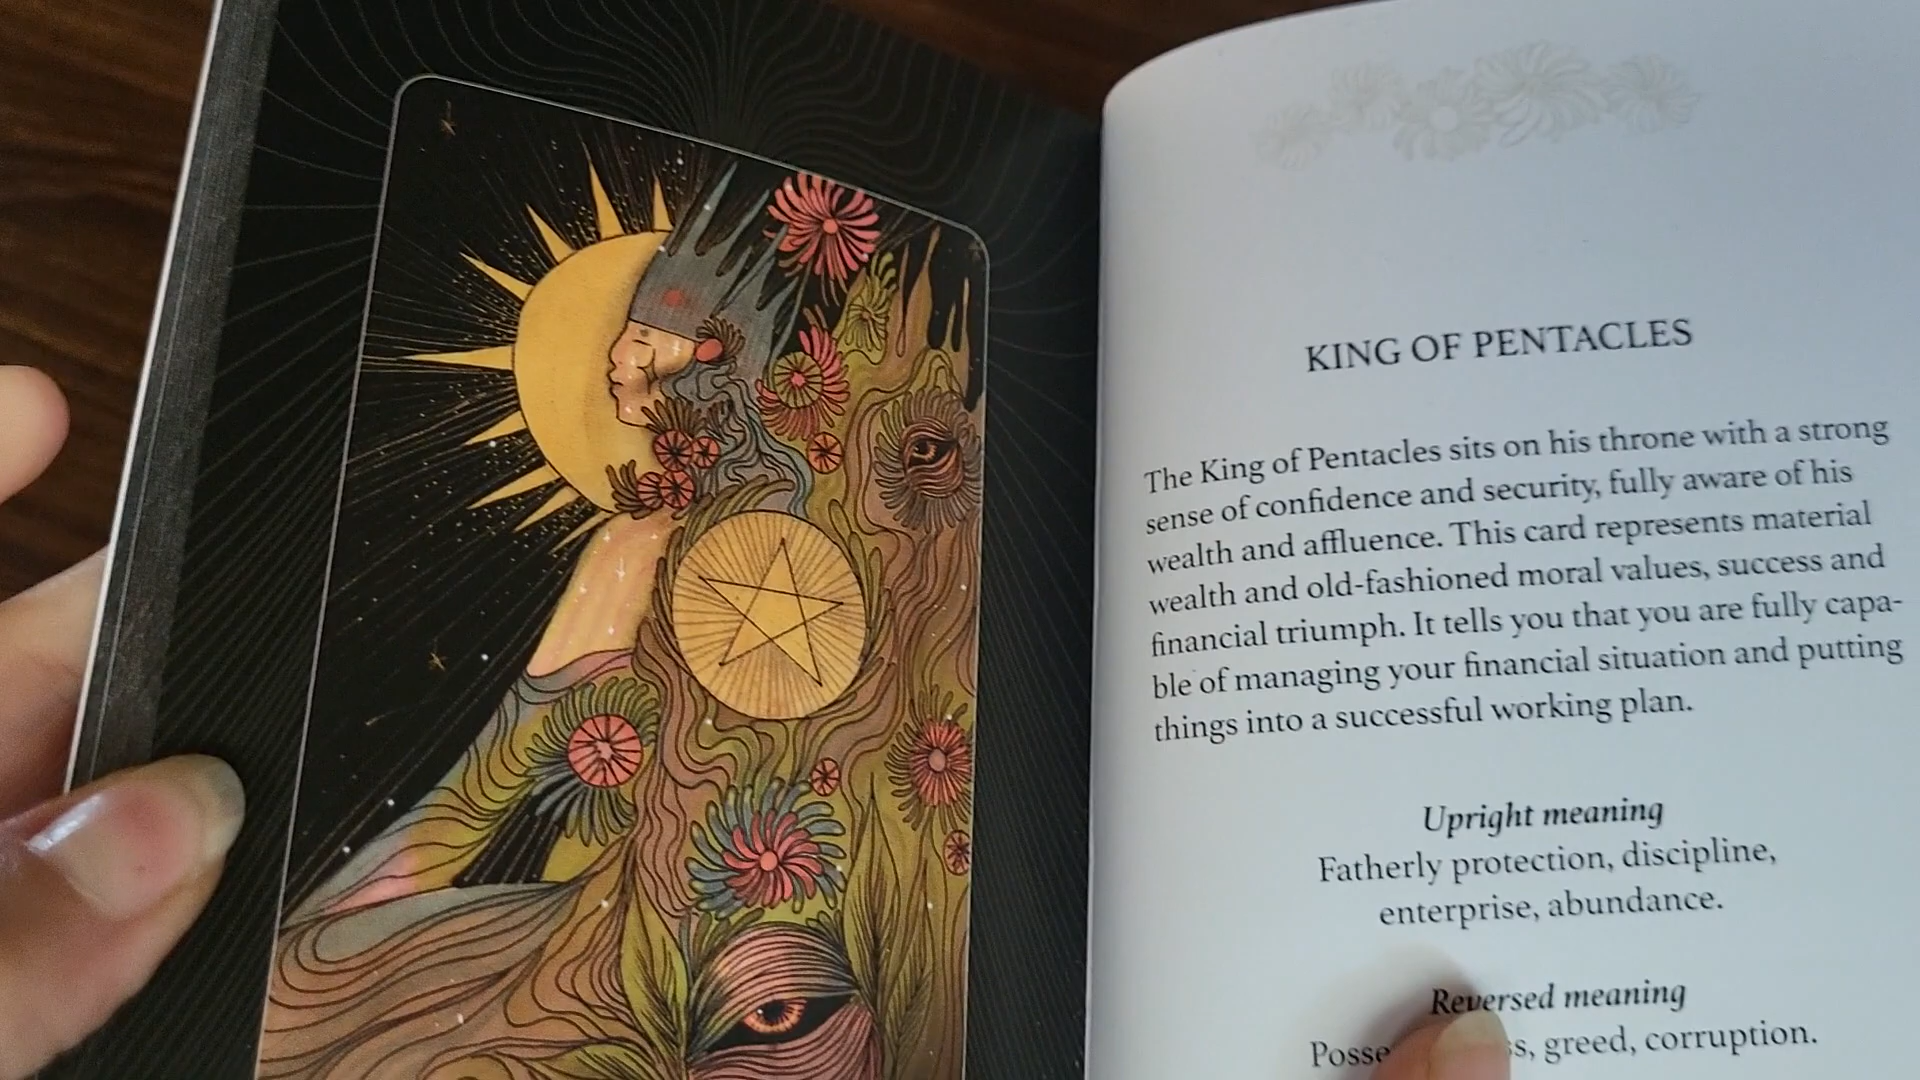 KING OF PENTACLES
The King of Pentacles sits on his throne with a strong
sense of confidence and security, fully aware of his
wealth and affluence. This card represents material
wealth and old-fashioned moral values, success and
financial triumph. It tells you that you are fully capa-
ble of managing your financial situation and putting
things into a successful working plan.
Upright meaning
Fatherly protection, discipline,
enterprise, abundance.
Reversed meaning
greed, corruption.